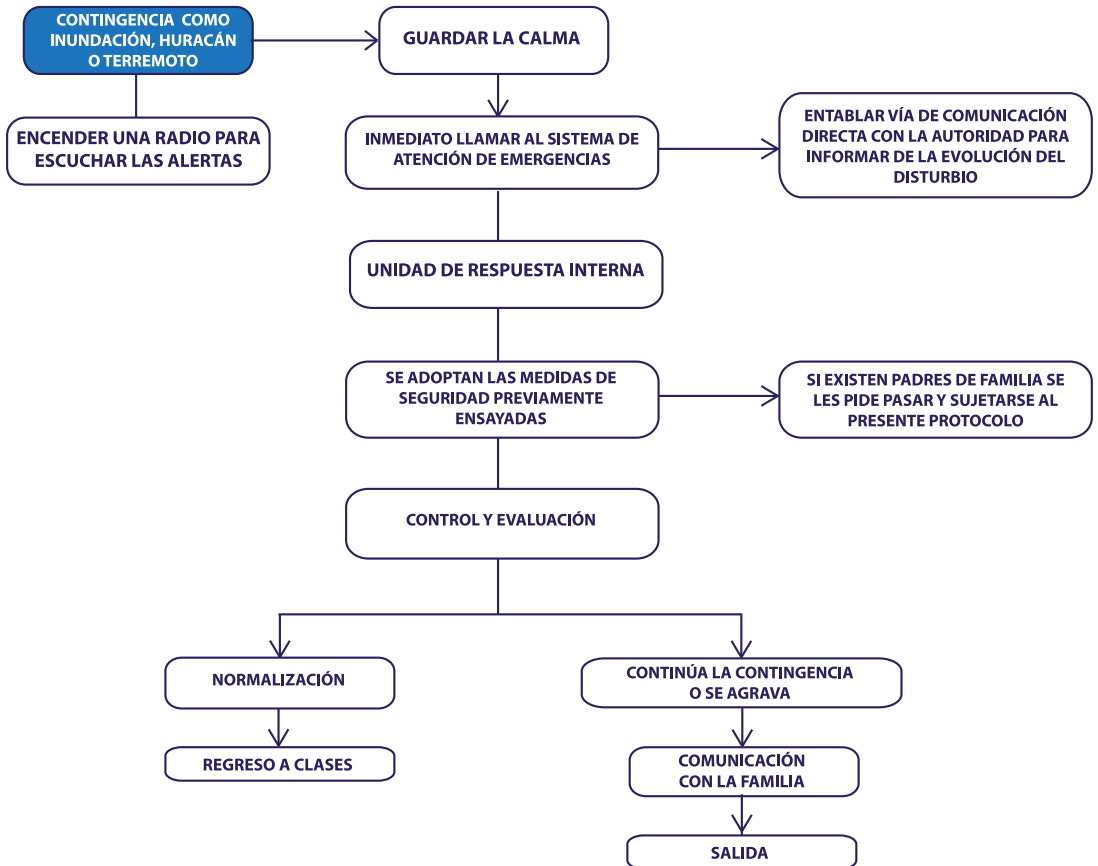 CONTINGENCIA COMO
INUNDACIÓN, HURACÁN
O TERREMOTO
GUARDAR LA CALMA
ENCENDER UNA RADIO PARA
ESCUCHAR LAS ALERTAS
INMEDIATO LLAMAR AL SISTEMA DE
ATENCIÓN DE EMERGENCIAS
ENTABLAR VÍA DE COMUNICACIÓN
DIRECTA CON LA AUTORIDAD PARA
INFORMAR DE LA EVOLUCIÓN DEL
DISTURBIO
UNIDAD DE RESPUESTA INTERNA
SE ADOPTAN LAS MEDIDAS DE
SEGURIDAD PREVIAMENTE
ENSAYADAS
SI EXISTEN PADRES DE FAMILIA SE
LES PIDE PASAR Y SUJETARSE AL
PRESENTE PROTOCOLO
CONTROL Y EVALUACIÓN
NORMALIZACIÓN
CONTINÚA LA CONTINGENCIA
O SE AGRAVA
REGRESO A CLASES
COMUNICACIÓN
CON LA FAMILIA
SALIDA